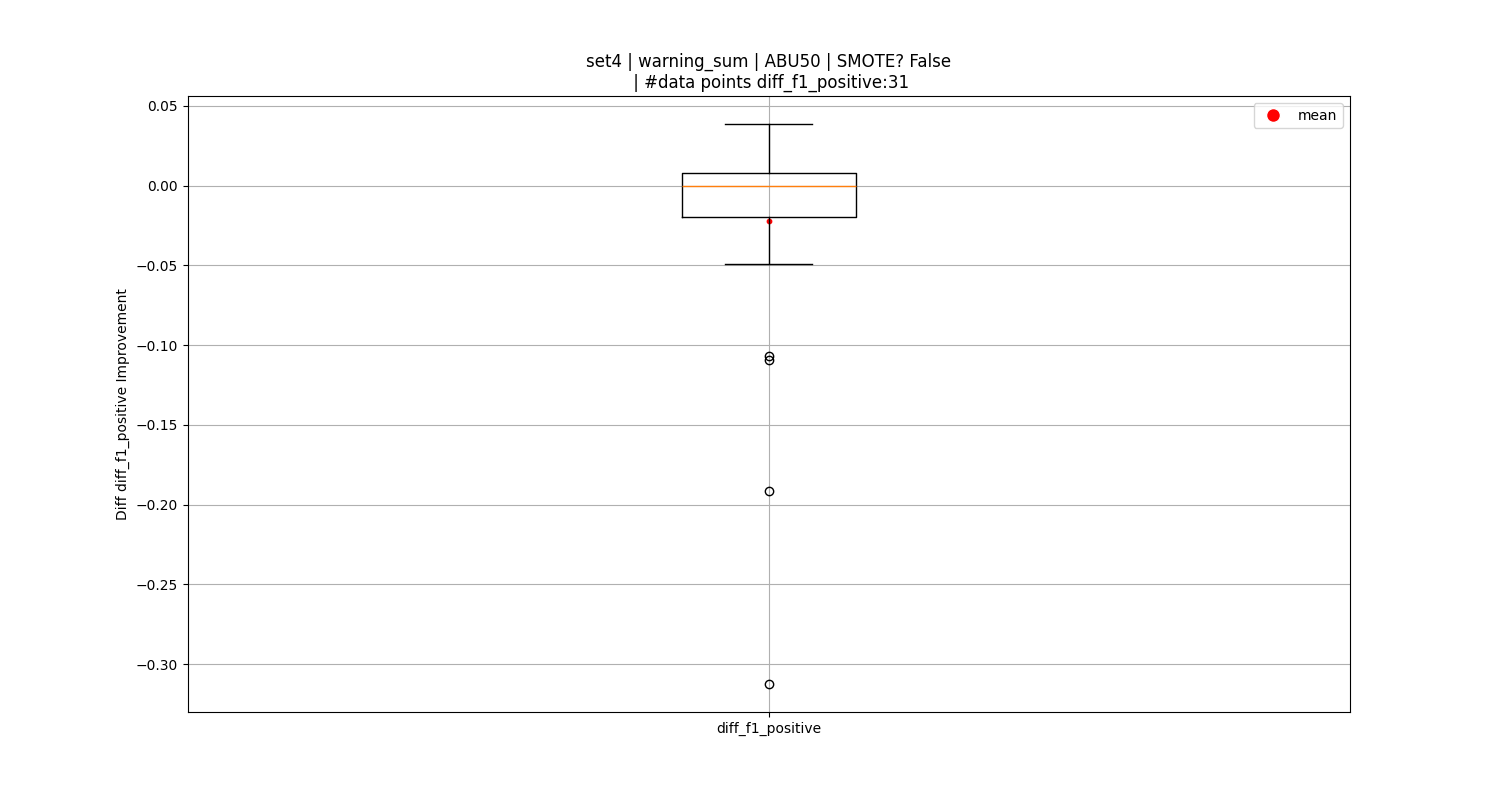 set4 | warning_sum | ABU50 | SMOTE? False
| #data points diff_f1_positive:31
mean
0.05
0.00
−0.05
−0.10
−0.15
−0.20
−0.25
−0.30
Diff diff_f1_positive Improvement
diff_f1_positive